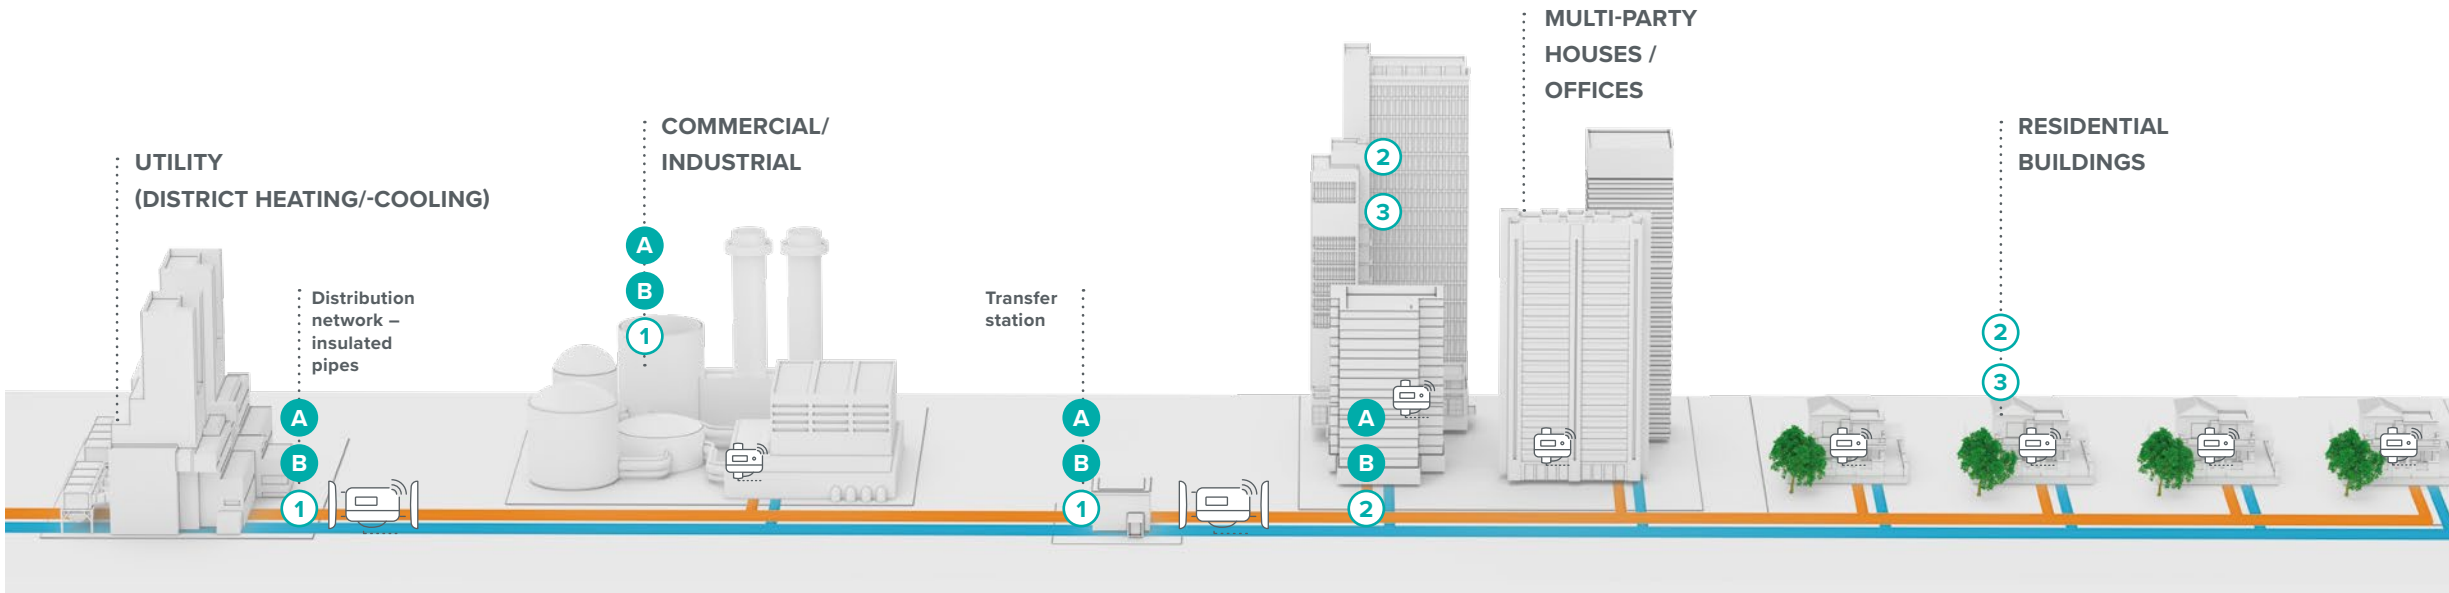 UTILITY
(DISTRICT HEATING/-COOLING)
Distribution
network –
insulated
pipes
A
B
1
COMMERCIAL/
INDUSTRIAL
A
B
1
Transfer
station
A
B
1
2
3
A
B
2
MULTI-PARTY
HOUSES /
OFFICES
RESIDENTIAL
BUILDINGS
2
3